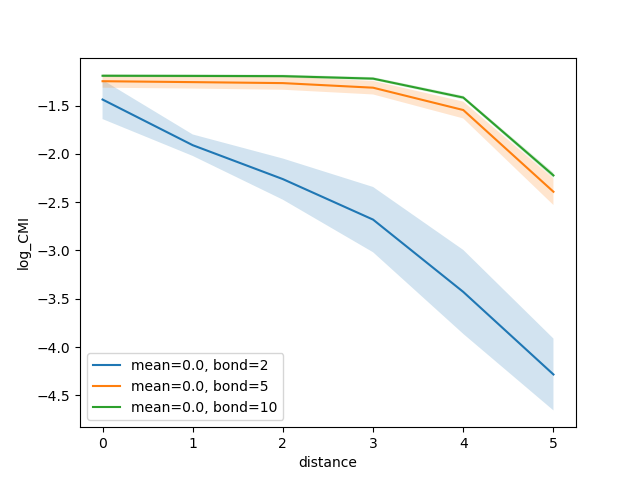 log_CMI
−1.5
−2.0
−2.5
−3.0
−3.5
−4.0
−4.5
mean=0.0, bond=2
mean=0.0, bond=5
mean=0.0, bond=10
0 1 2 3 4 5
distance